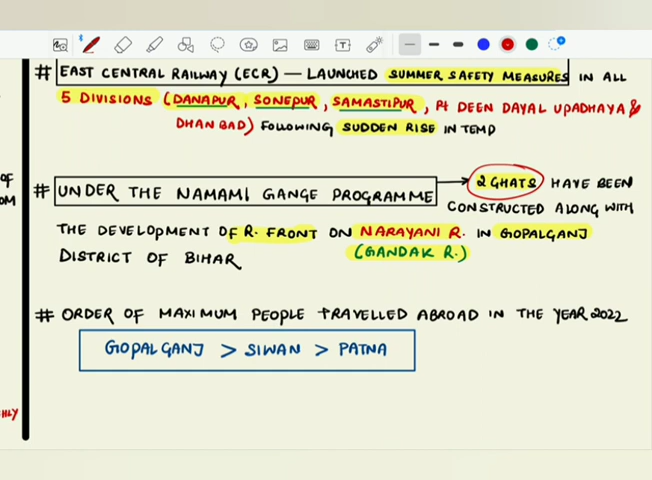 # EAST CENTRAL RAILWAY (ECR) — LAUNCHED SUMMER SAFETY MEASURES IN ALL
5 DIVISIONS (DANAPUR, SONEPUR, SAMASTIPUR, Pt DEEN DAYAL UPADHAYA &
DHANBAD) FOLLOWING SUDDEN RISE IN TEMP
OF
OM
# UNDER THE NAMAMI GANGE PROGRAMME → 2 GHATS HAVE BEEN
CONSTRUCTED ALONG WITH
THE DEVELOPMENT OF R. FRONT ON NARAYANI R. IN GOPALGANJ
DISTRICT OF BIHAR (GANDAK R.)
# ORDER OF MAXIMUM PEOPLE TRAVELLED ABROAD IN THE YEAR 2022
GOPALGANJ > SIWAN > PATNA
HLY